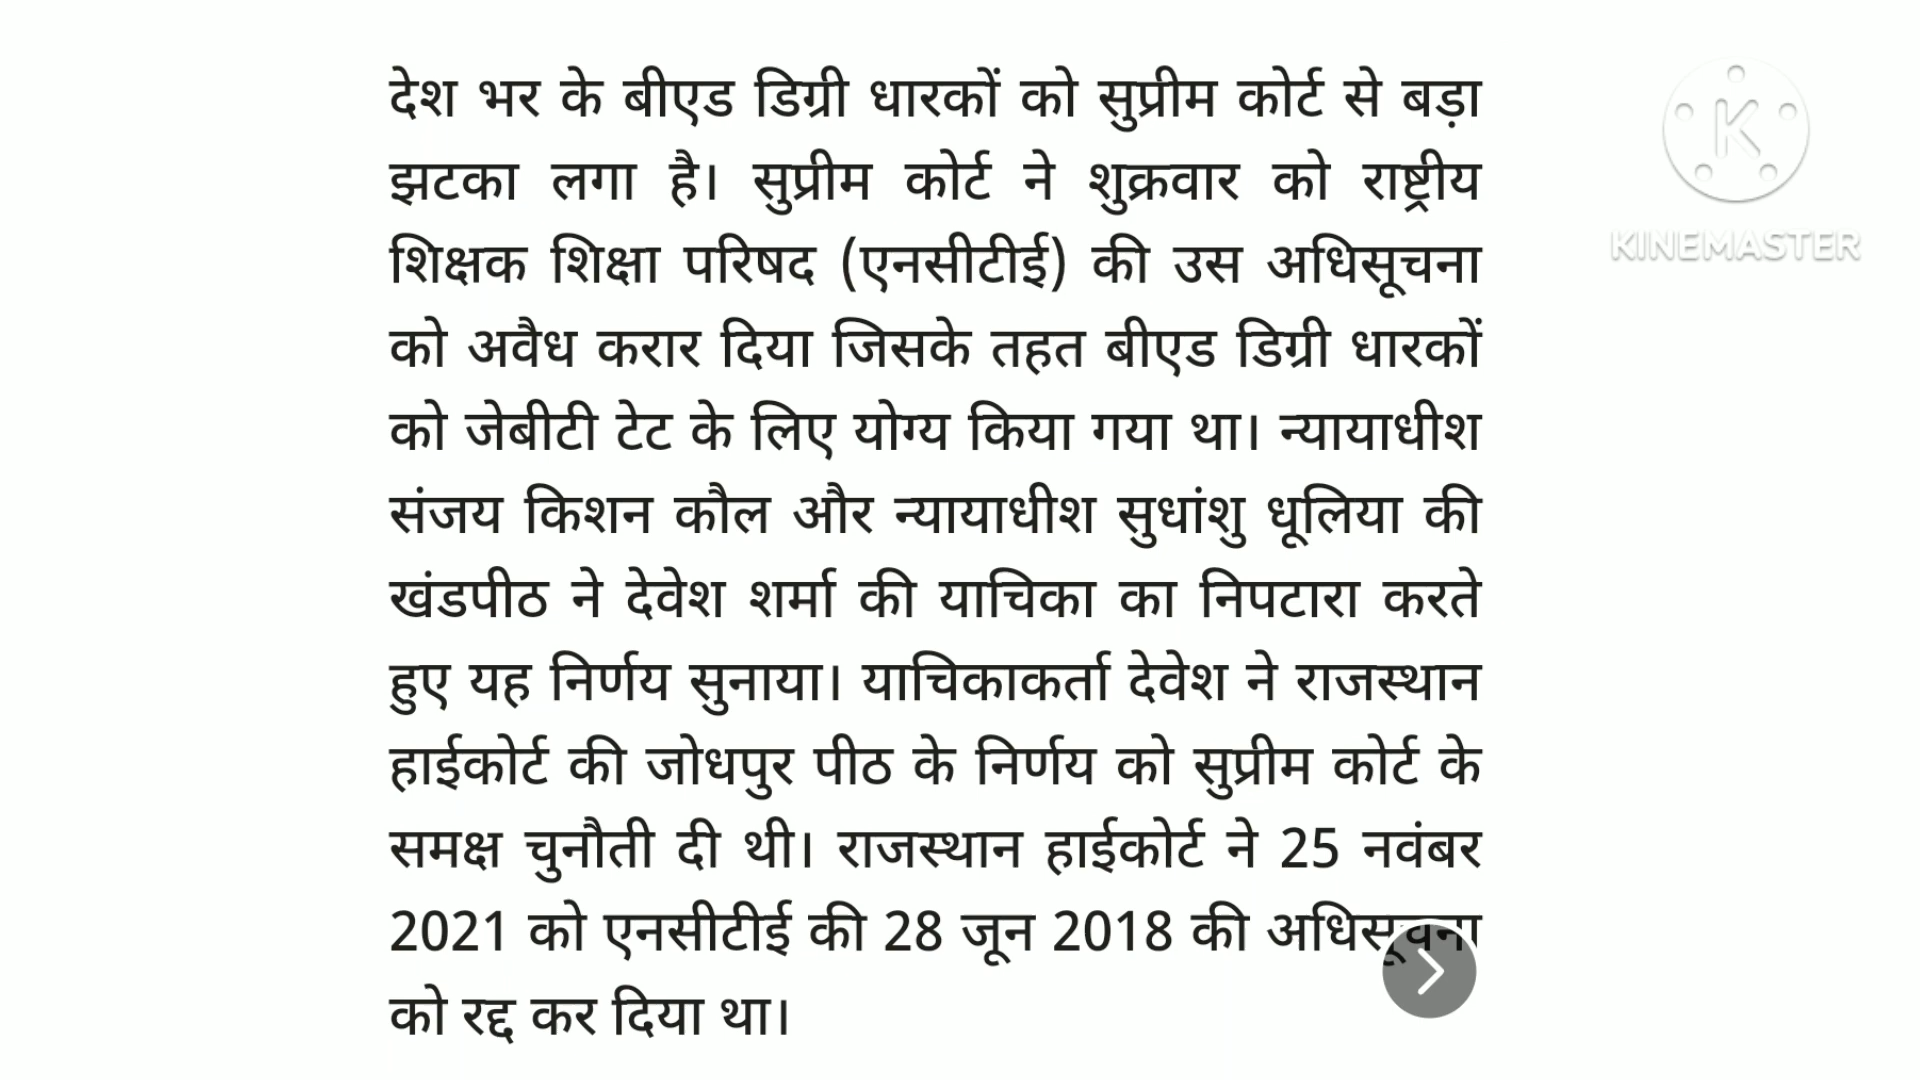 देश भर के बीएड डिग्री धारकों को सुप्रीम कोर्ट से बड़ा
झटका लगा है। सुप्रीम कोर्ट ने शुक्रवार को राष्ट्रीय
शिक्षक शिक्षा परिषद (एनसीटीई) की उस अधिसूचना
को अवैध करार दिया जिसके तहत बीएड डिग्री धारकों
को जेबीटी टेट के लिए योग्य किया गया था। न्यायाधीश
संजय किशन कौल और न्यायाधीश सुधांशु धूलिया की
खंडपीठ ने देवेश शर्मा की याचिका का निपटारा करते
हुए यह निर्णय सुनाया। याचिकाकर्ता देवेश ने राजस्थान
हाईकोर्ट की जोधपुर पीठ के निर्णय को सुप्रीम कोर्ट के
समक्ष चुनौती दी थी। राजस्थान हाईकोर्ट ने 25 नवंबर
2021 को एनसीटीई की 28 जून 2018 की अधिसूचना
को रद्द कर दिया था।
K
KINEMASTER